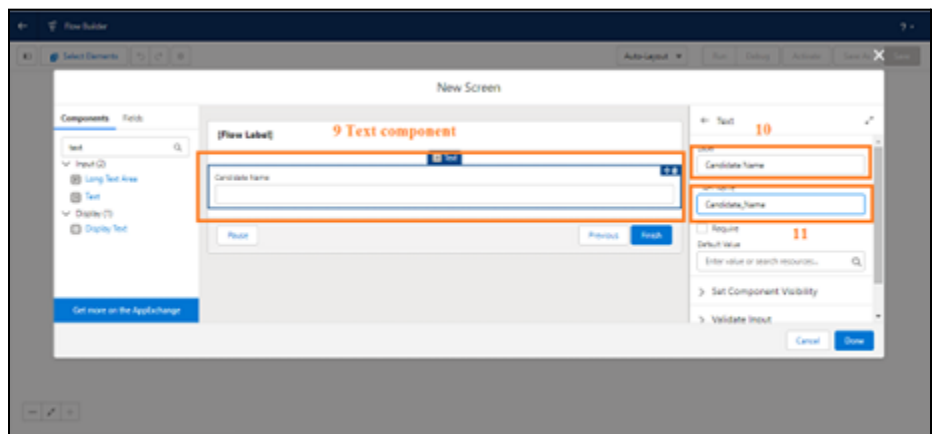 Flow Builder
?
Select Elements
Auto-Layout
Run
Debug
Activate
Save As
Save
New Screen
Components
Fields
text
Input (2)
Long Text Area
Text
Display (1)
Display Text
Get more on the AppExchange
[Flow Label]
9 Text component
Text
Candidate Name
Pause
Previous
Finish
Text
10
Label
Candidate Name
Candidate_Name
Require
11
Default Value
Enter value or search resources...
Set Component Visibility
Validate Input
Cancel
Done